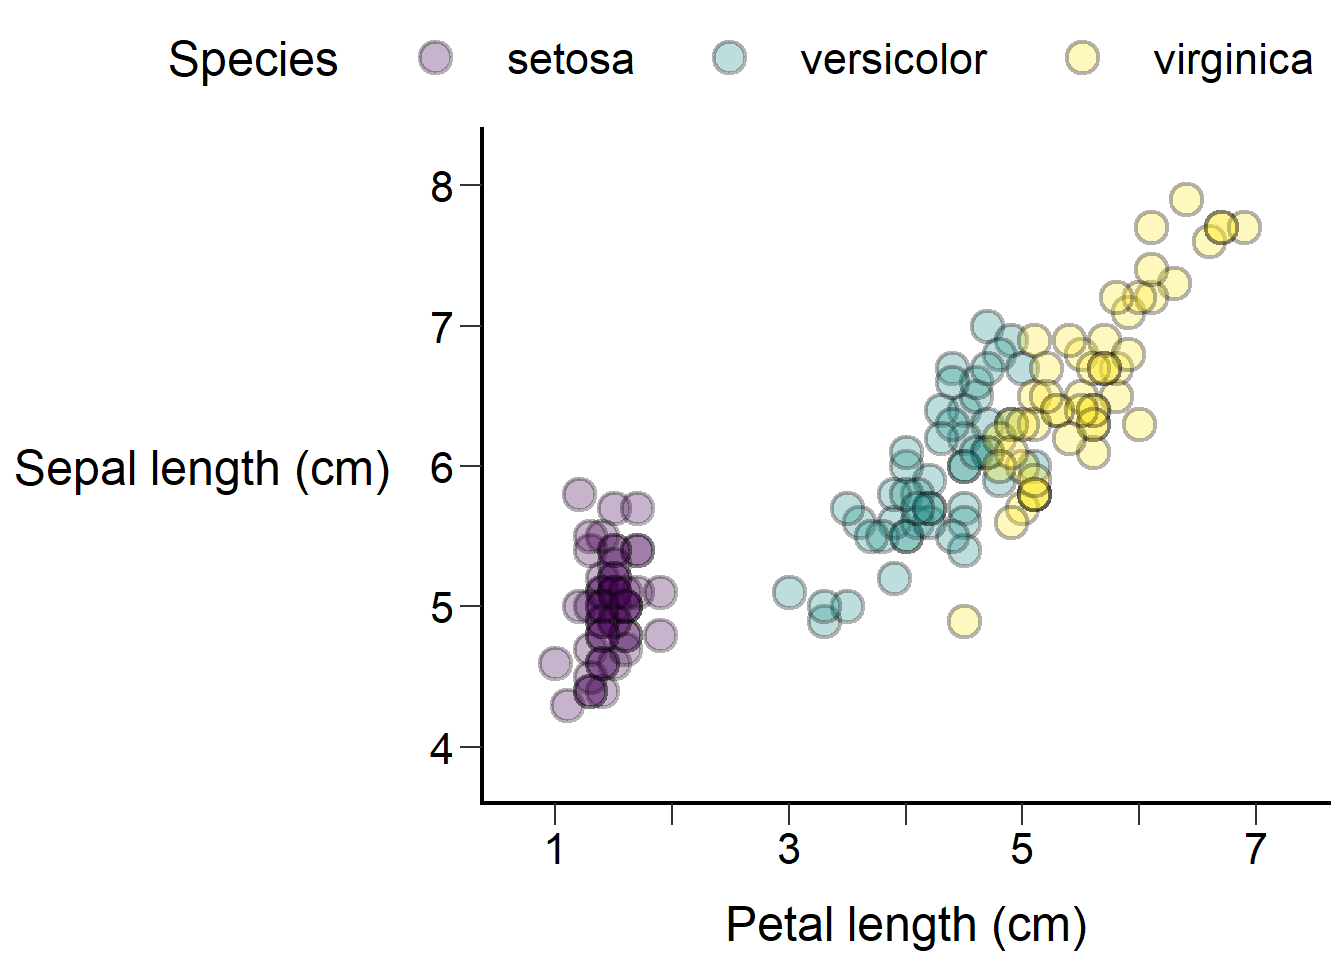 Species setosa versicolor virginica
8
7
Sepal length (cm) 6
5
4
1 3 5 7
Petal length (cm)